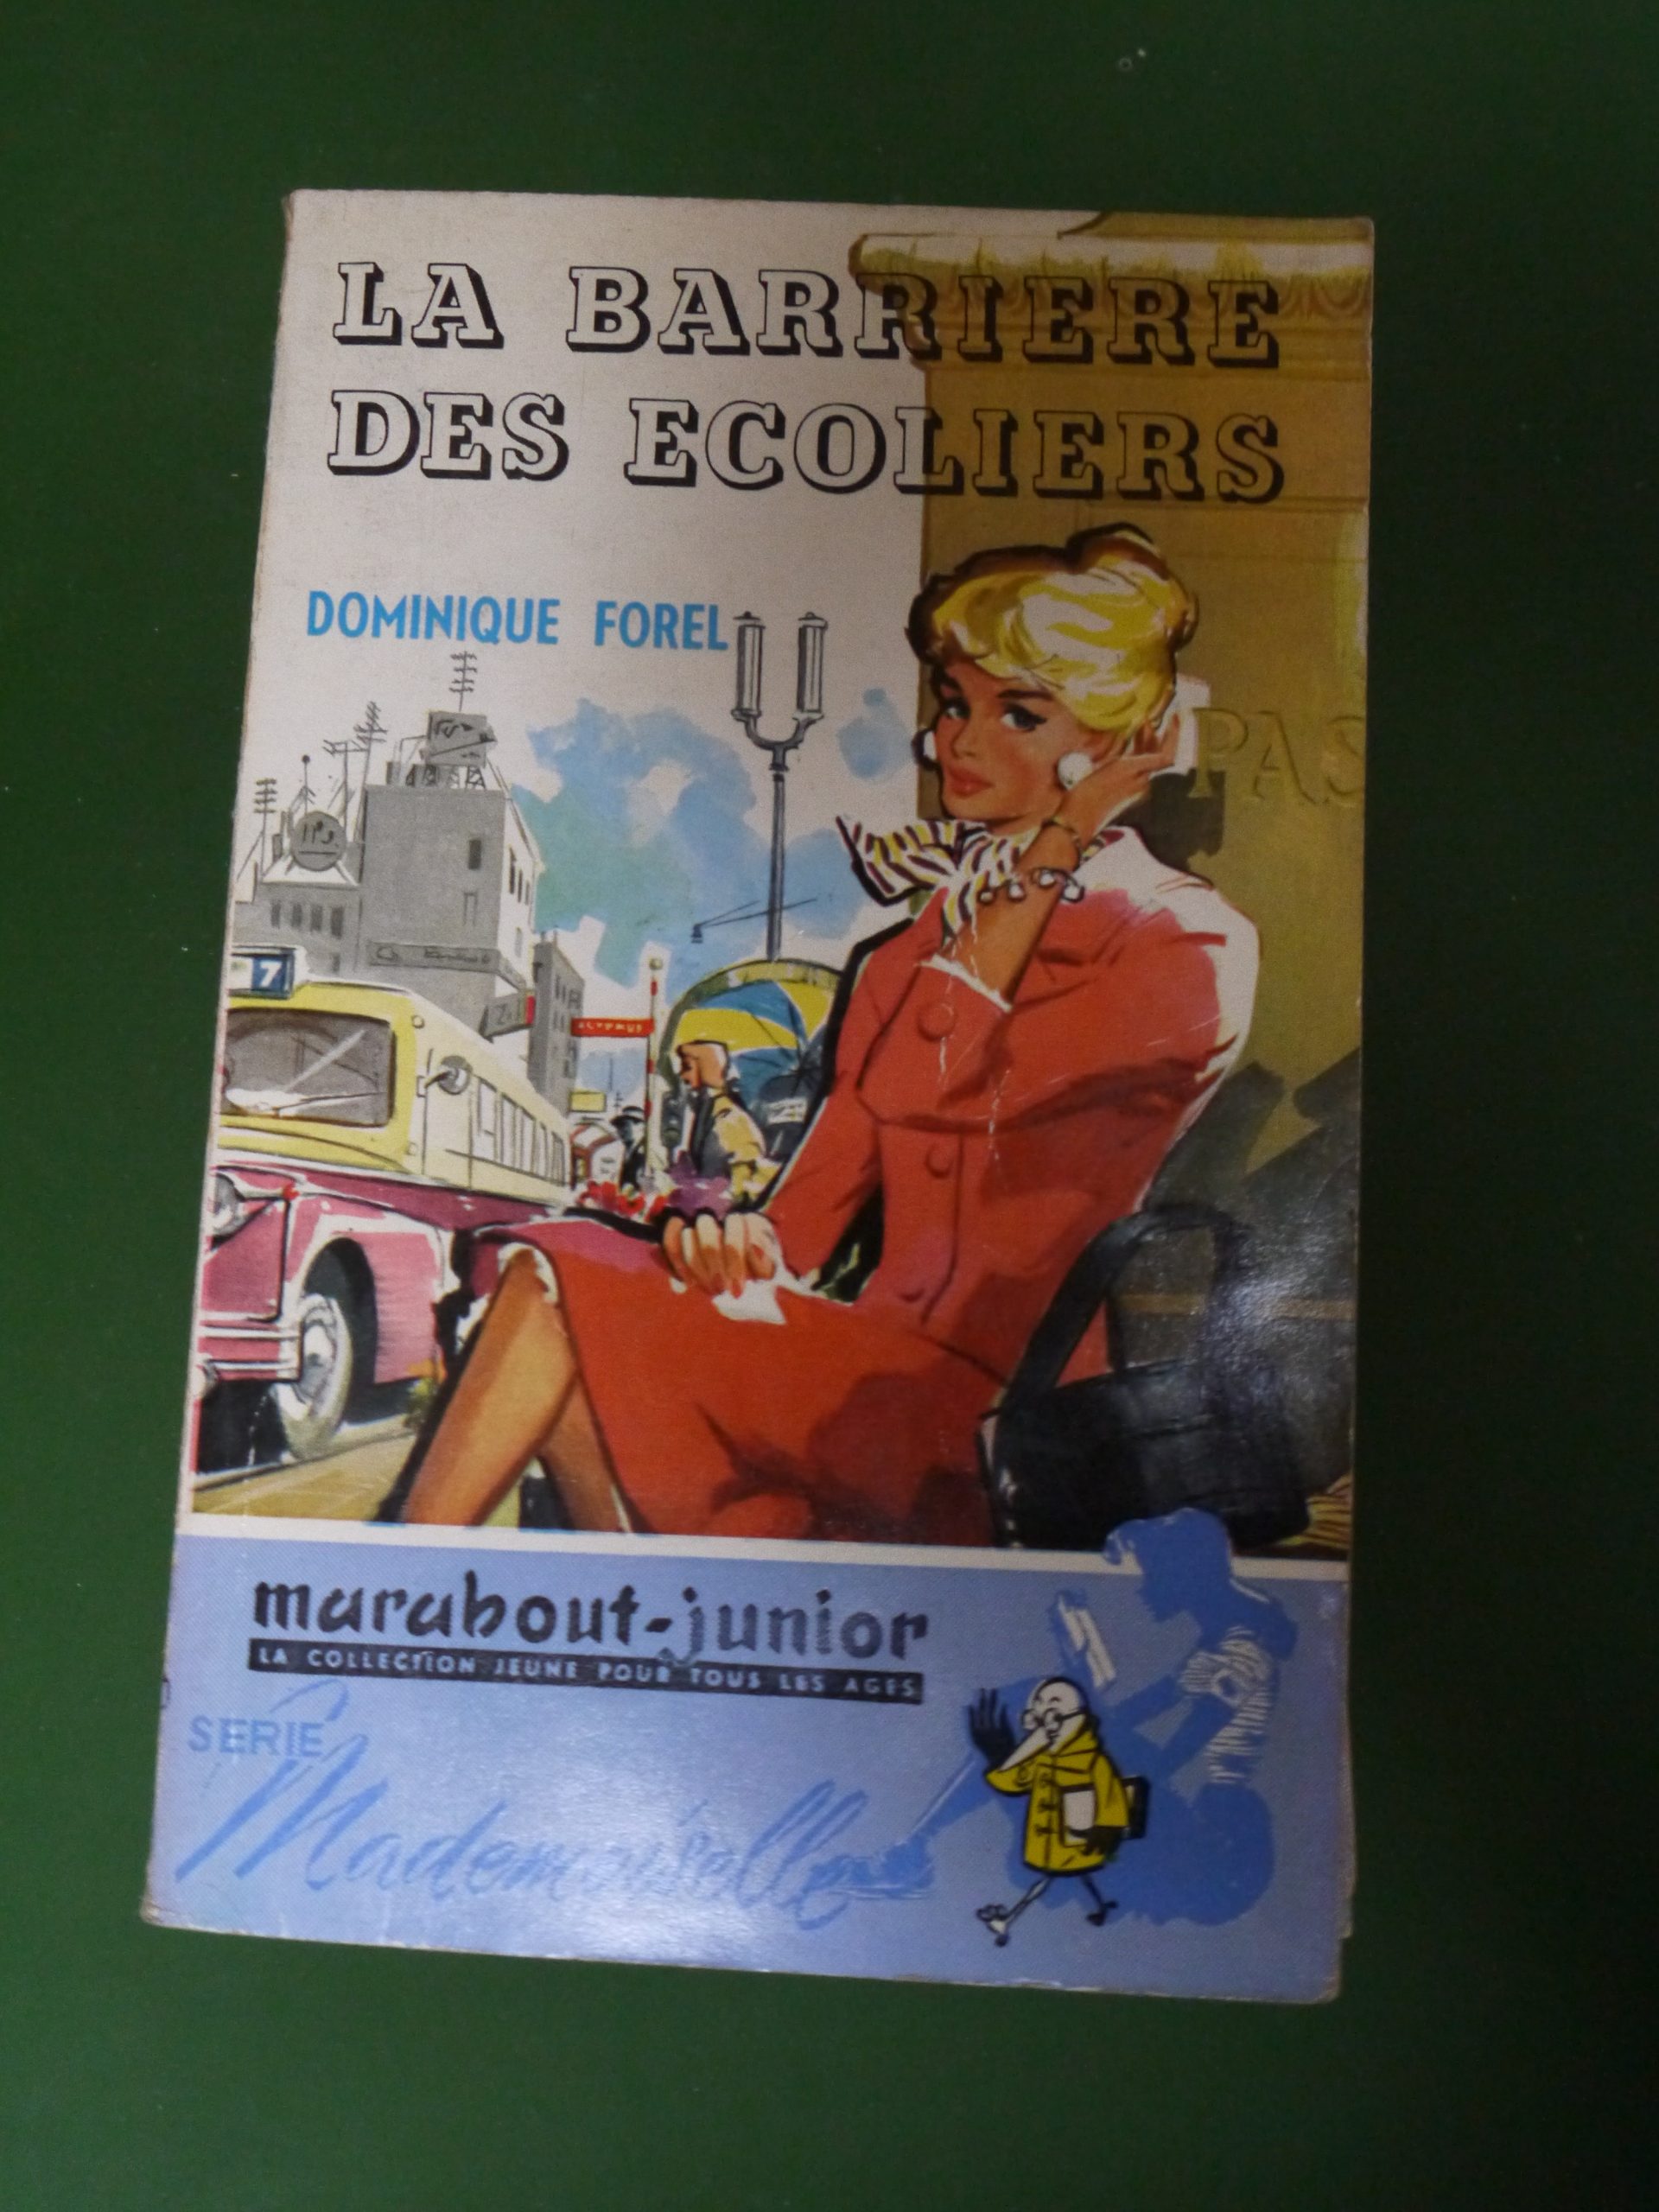 LA BARRIERE
DES ECOLIERS
DOMINIQUE FOREL
PAS
7
marabout-junior
LA COLLECTION JEUNE POUR TOUS LES AGES
SERIE
Mademoiselle